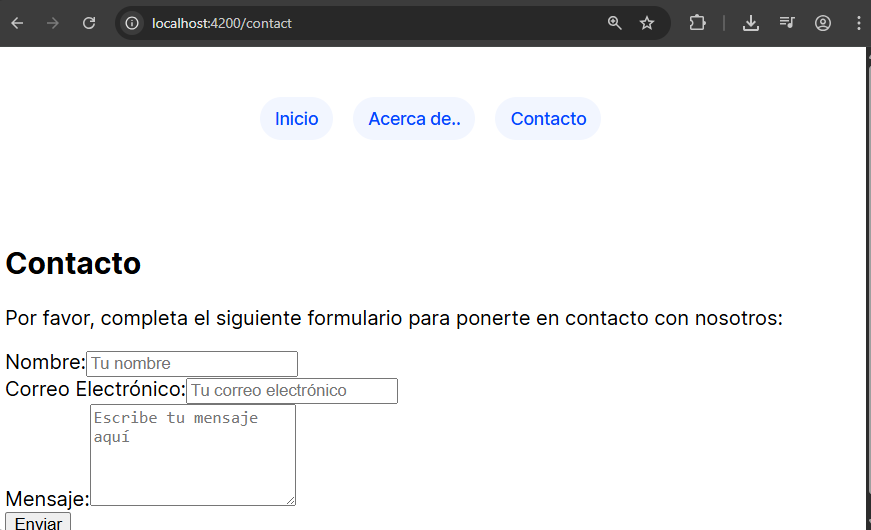 localhost:4200/contact
Inicio Acerca de.. Contacto
Contacto
Por favor, completa el siguiente formulario para ponerte en contacto con nosotros:
Nombre: Tu nombre
Correo Electrónico: Tu correo electrónico
Escribe tu mensaje
aquí
Mensaje:
Enviar